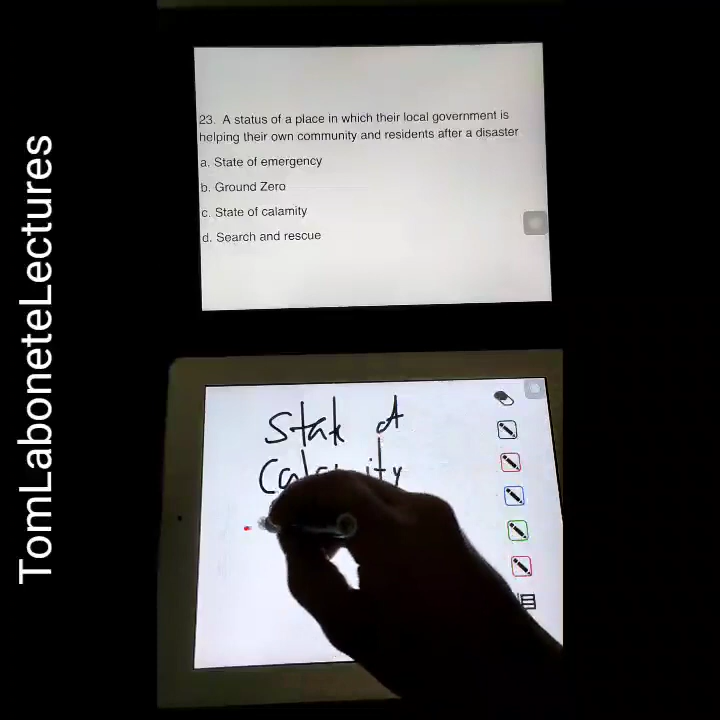 TomLaboneteLectures
23. A status of a place in which their local government is
helping their own community and residents after a disaster
a. State of emergency
b. Ground Zero
c. State of calamity
d. Search and rescue
State of